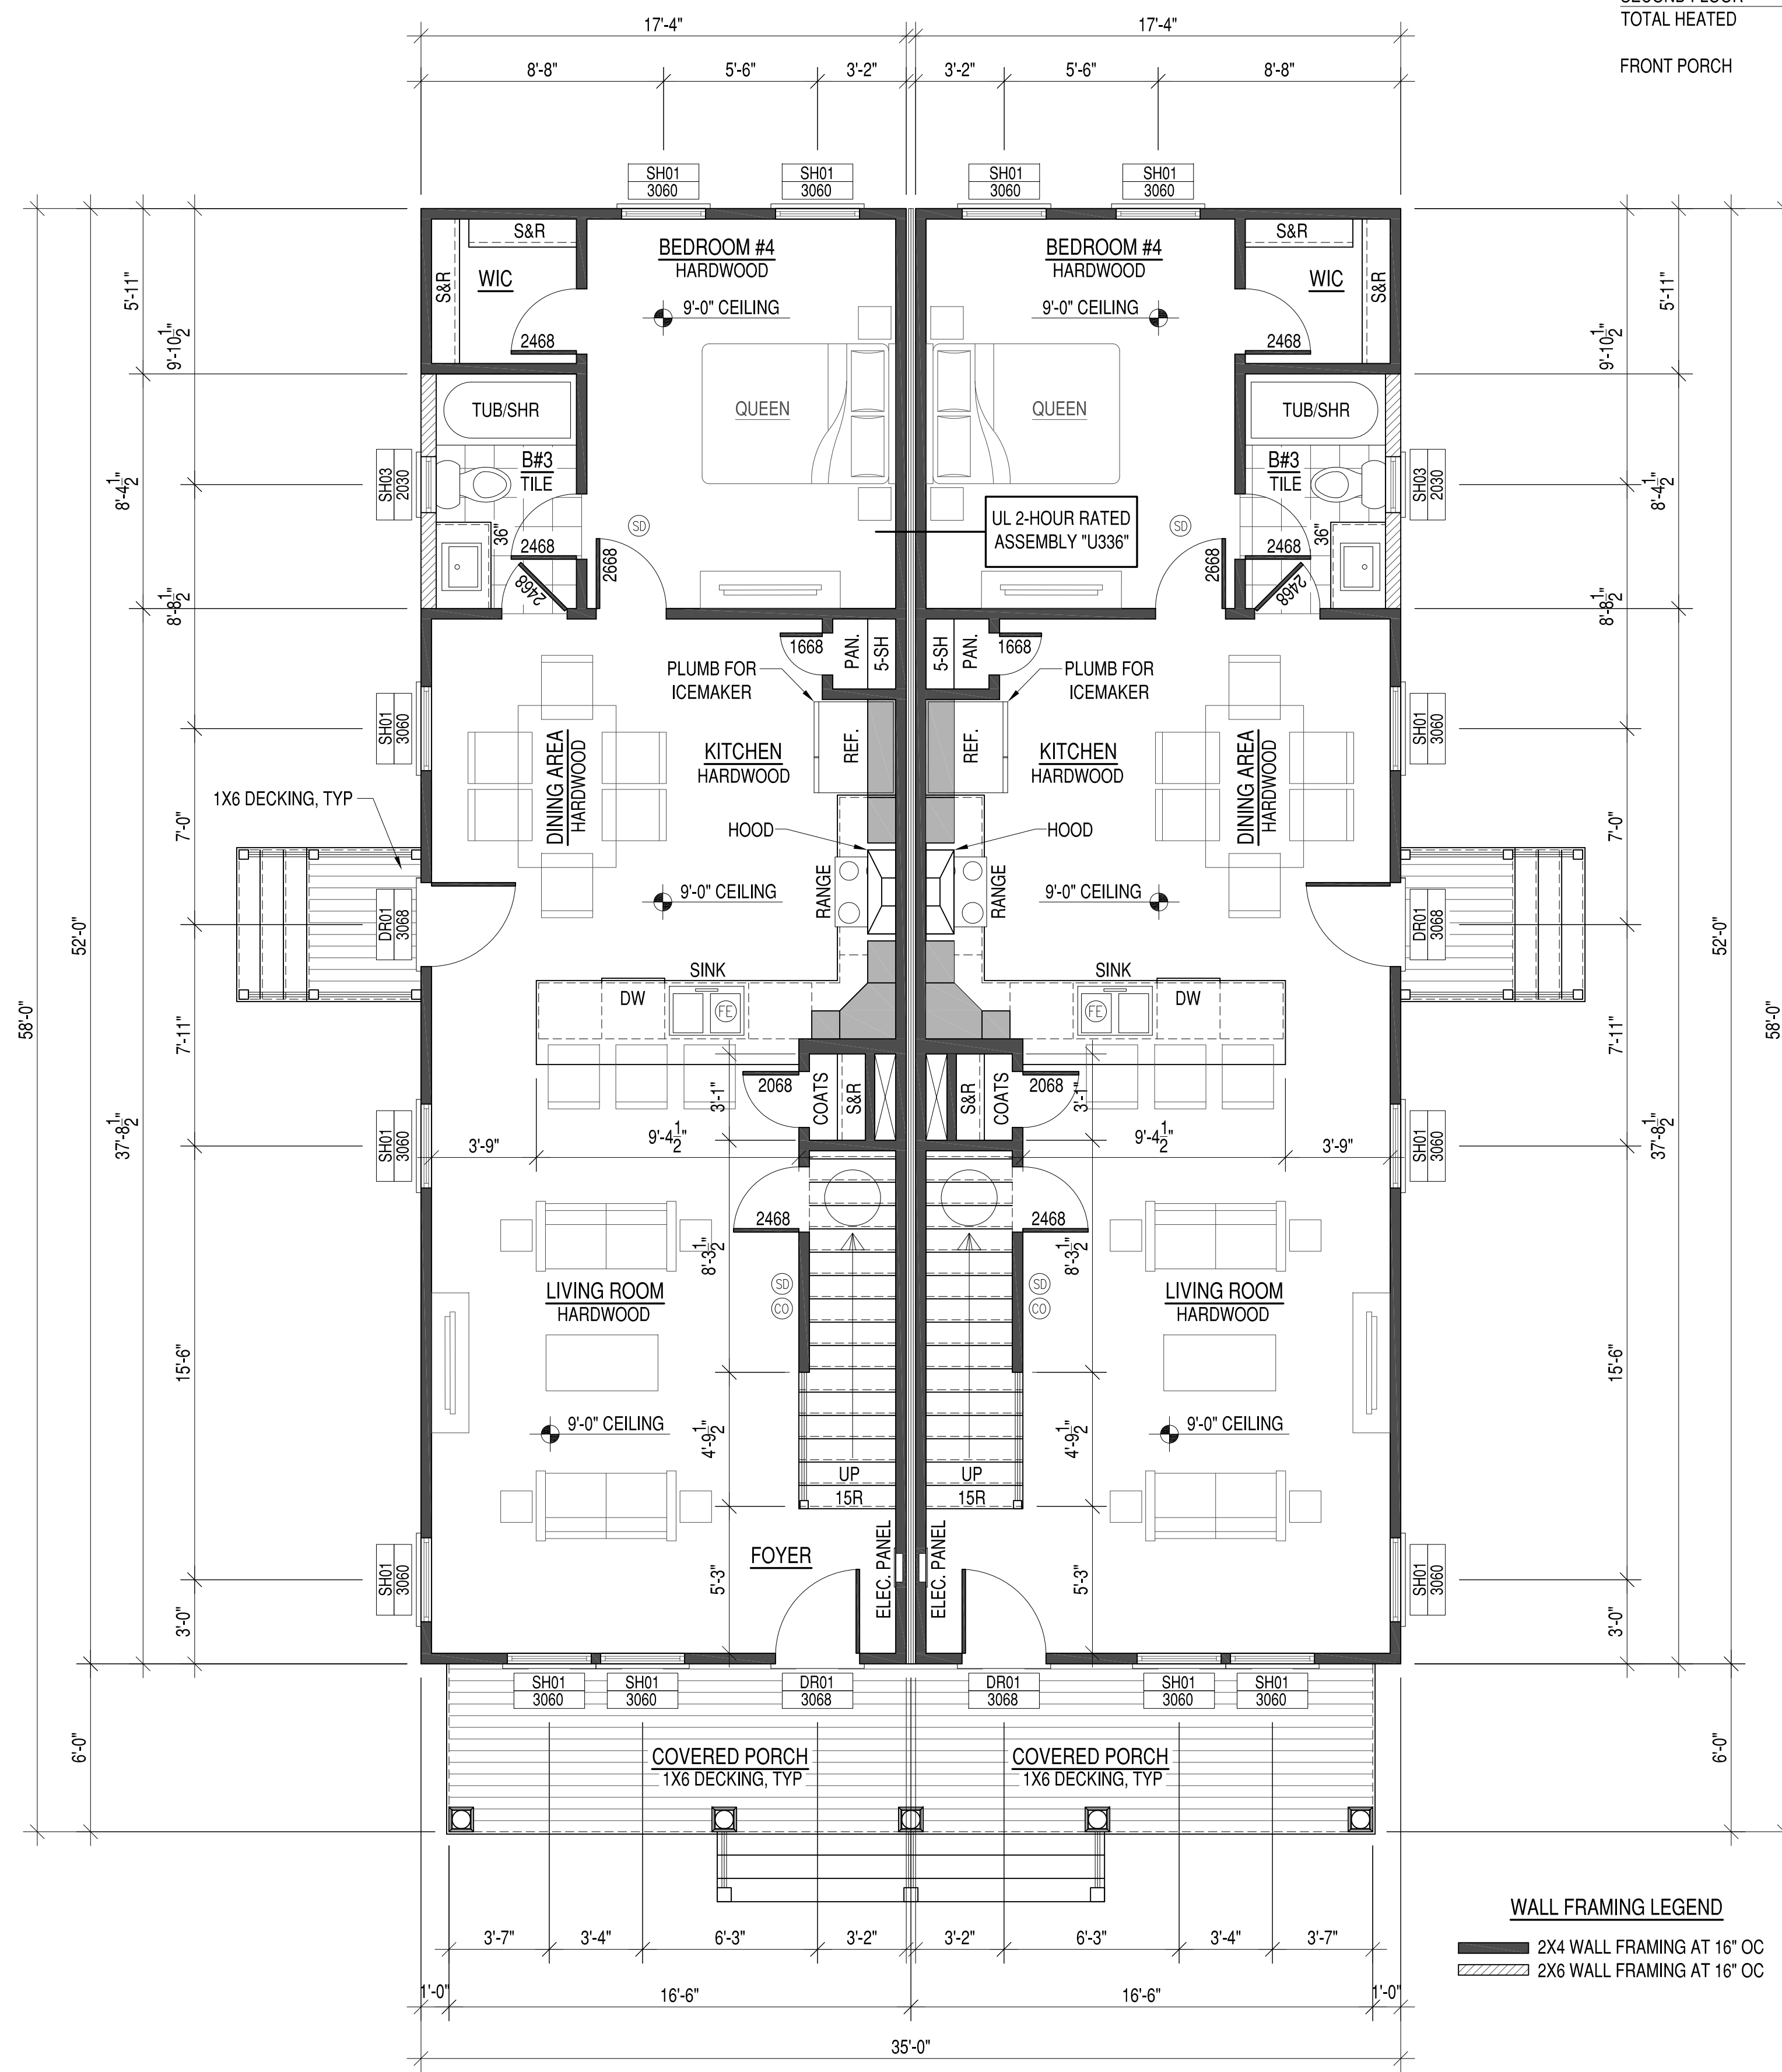 TOTAL HEATED
FRONT PORCH
17'-4"
17'-4"
8'-8"
5'-6"
3'-2"
3'-2"
5'-6"
8'-8"
SH01
3060
SH01
3060
SH01
3060
SH01
3060
S&R
S&R
WIC
BEDROOM #4
HARDWOOD
9'-0" CEILING
2468
BEDROOM #4
HARDWOOD
9'-0" CEILING
S&R
S&R
WIC
2468
5'-11"
9'-10 1/2"
5'-11"
9'-10 1/2"
TUB/SHR
QUEEN
QUEEN
TUB/SHR
B#3
TILE
B#3
TILE
SH03
2030
SH03
2030
8'-4 1/2"
8'-4 1/2"
36"
2468
2468
SD
2668
UL 2-HOUR RATED
ASSEMBLY "U336"
SD
2668
36"
2468
2468
8'-8 1/2"
8'-8 1/2"
1668
PAN.
5-SH
5-SH
PAN.
1668
PLUMB FOR
ICEMAKER
PLUMB FOR
ICEMAKER
SH01
3060
DINING AREA
HARDWOOD
KITCHEN
HARDWOOD
REF.
REF.
KITCHEN
HARDWOOD
DINING AREA
HARDWOOD
SH01
3060
1X6 DECKING, TYP
7'-0"
7'-0"
HOOD
HOOD
RANGE
RANGE
9'-0" CEILING
9'-0" CEILING
DR01
3068
DR01
3068
52'-0"
52'-0"
58'-0"
58'-0"
SINK
DW
FE
SINK
FE
DW
7'-11"
7'-11"
37'-8 1/2"
37'-8 1/2"
2068
COATS
S&R
S&R
COATS
2068
3'-1"
3'-1"
SH01
3060
3'-9"
9'-4 1/2"
9'-4 1/2"
3'-9"
SH01
3060
2468
2468
8'-3 1/2"
8'-3 1/2"
LIVING ROOM
HARDWOOD
SD
CO
SD
CO
LIVING ROOM
HARDWOOD
15'-6"
15'-6"
9'-0" CEILING
9'-0" CEILING
4'-9 1/2"
4'-9 1/2"
UP
15R
UP
15R
FOYER
5'-3"
5'-3"
ELEC. PANEL
ELEC. PANEL
SH01
3060
SH01
3060
3'-0"
3'-0"
SH01
3060
SH01
3060
DR01
3068
DR01
3068
SH01
3060
SH01
3060
COVERED PORCH
1X6 DECKING, TYP
COVERED PORCH
1X6 DECKING, TYP
6'-0"
6'-0"
WALL FRAMING LEGEND
2X4 WALL FRAMING AT 16" OC
2X6 WALL FRAMING AT 16" OC
3'-7"
3'-4"
6'-3"
3'-2"
3'-2"
6'-3"
3'-4"
3'-7"
1'-0"
16'-6"
16'-6"
1'-0"
35'-0"